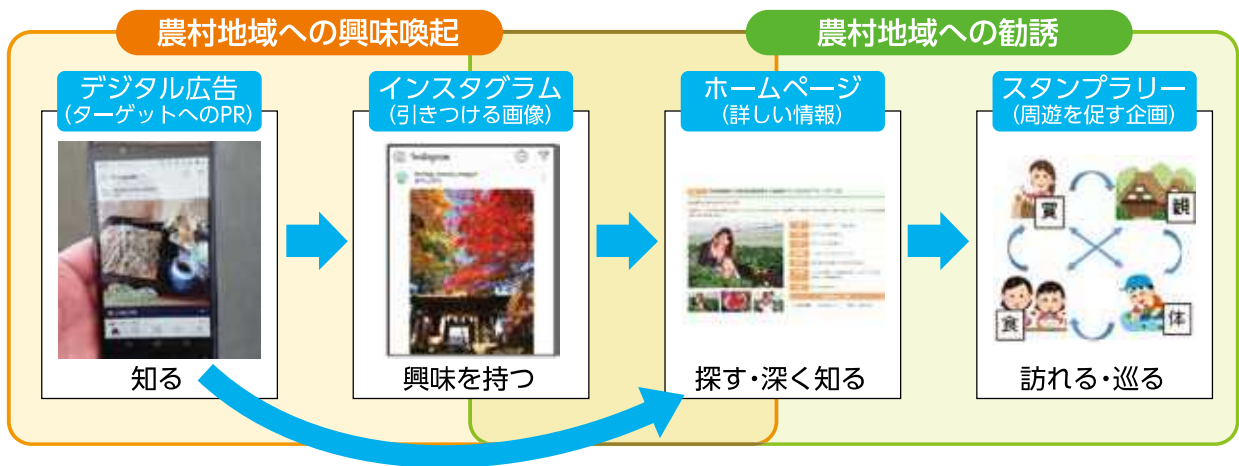 農村地域への興味喚起
農村地域への勧誘
デジタル広告
(ターゲットへのPR)
知る
インスタグラム
(引きつける画像)
Instagram
興味を持つ
ホームページ
(詳しい情報)
探す・深く知る
スタンプラリー
(周遊を促す企画)
買
観
食
体
訪れる・巡る